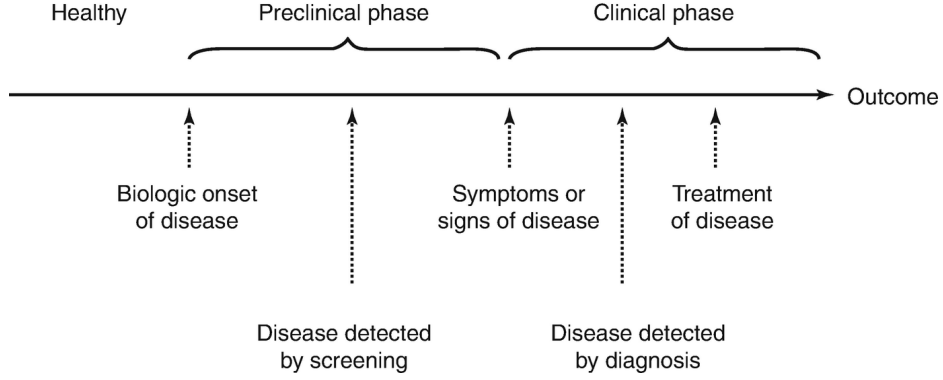 Healthy
Preclinical phase
Clinical phase
Outcome
Biologic onset
of disease
Symptoms or
signs of disease
Treatment
of disease
Disease detected
by screening
Disease detected
by diagnosis